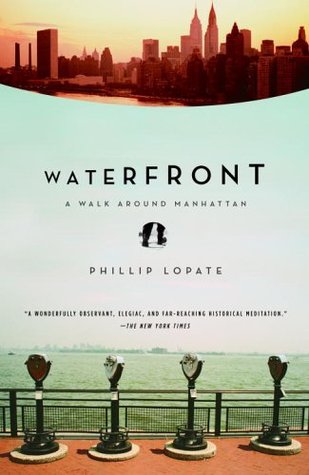 WATERFRONT
A WALK AROUND MANHATTAN
PHILLIP LOPATE
"A WONDERFULLY OBSERVANT, ELEGIAC, AND FAR-REACHING HISTORICAL MEDITATION."
—THE NEW YORK TIMES